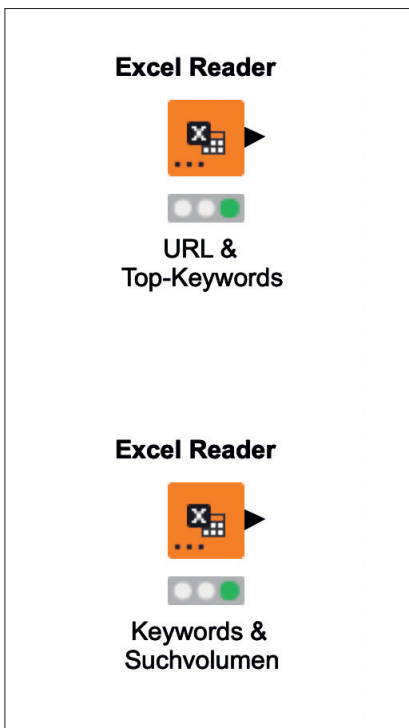 Excel Reader
URL &
Top-Keywords
Excel Reader
Keywords &
Suchvolumen